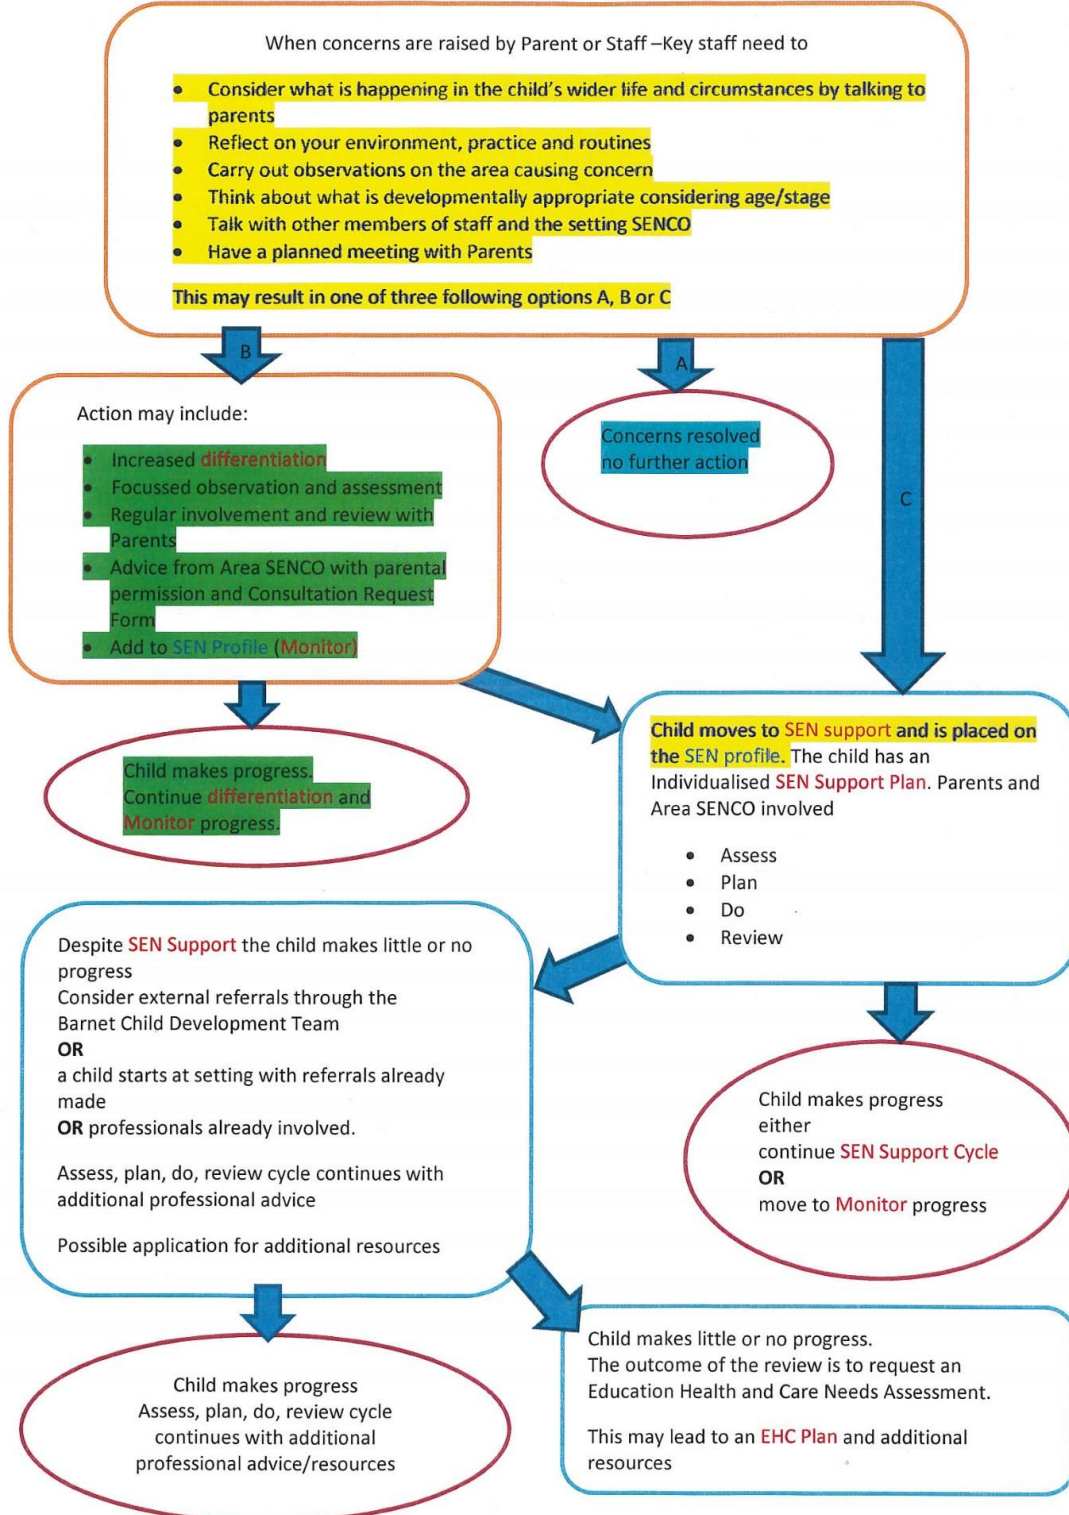 When concerns are raised by Parent or Staff –Key staff need to
• Consider what is happening in the child's wider life and circumstances by talking to
parents
• Reflect on your environment, practice and routines
• Carry out observations on the area causing concern
• Think about what is developmentally appropriate considering age/stage
• Talk with other members of staff and the setting SENCO
• Have a planned meeting with Parents
This may result in one of three following options A, B or C
B
A
C
Action may include:
• Increased differentiation
• Focussed observation and assessment
• Regular involvement and review with
Parents
• Advice from Area SENCO with parental
permission and Consultation Request
Form
• Add to SEN Profile (Monitor)
Concerns resolved
no further action
Child makes progress.
Continue differentiation and
Monitor progress.
Child moves to SEN support and is placed on
the SEN profile. The child has an
Individualised SEN Support Plan. Parents and
Area SENCO involved
• Assess
• Plan
• Do
• Review
Despite SEN Support the child makes little or no
progress
Consider external referrals through the
Barnet Child Development Team
OR
a child starts at setting with referrals already
made
OR professionals already involved.
Assess, plan, do, review cycle continues with
additional professional advice
Possible application for additional resources
Child makes progress
either
continue SEN Support Cycle
OR
move to Monitor progress
Child makes progress
Assess, plan, do, review cycle
continues with additional
professional advice/resources
Child makes little or no progress.
The outcome of the review is to request an
Education Health and Care Needs Assessment.
This may lead to an EHC Plan and additional
resources